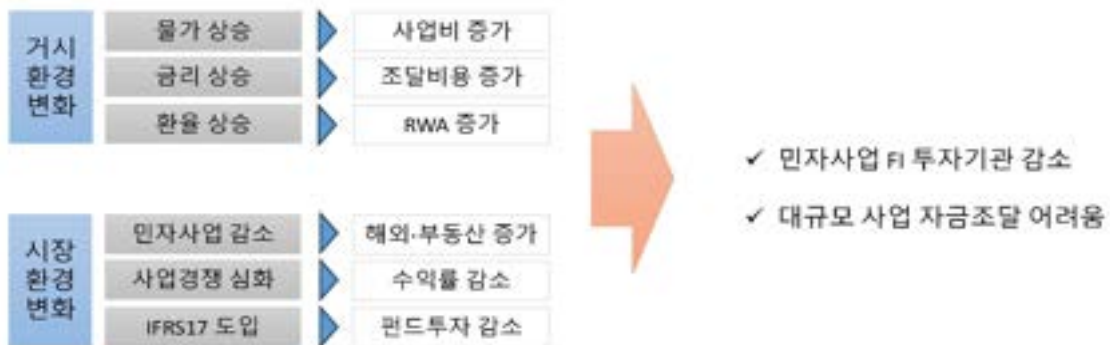 거시
환경
변화
물가 상승
사업비 증가
금리 상승
조달비용 증가
환율 상승
RWA 증가
시장
환경
변화
민자사업 감소
해외·부동산 증가
사업경쟁 심화
수익률 감소
IFRS17 도입
펀드투자 감소
✓ 민자사업 FI 투자기관 감소
✓ 대규모 사업 자금조달 어려움